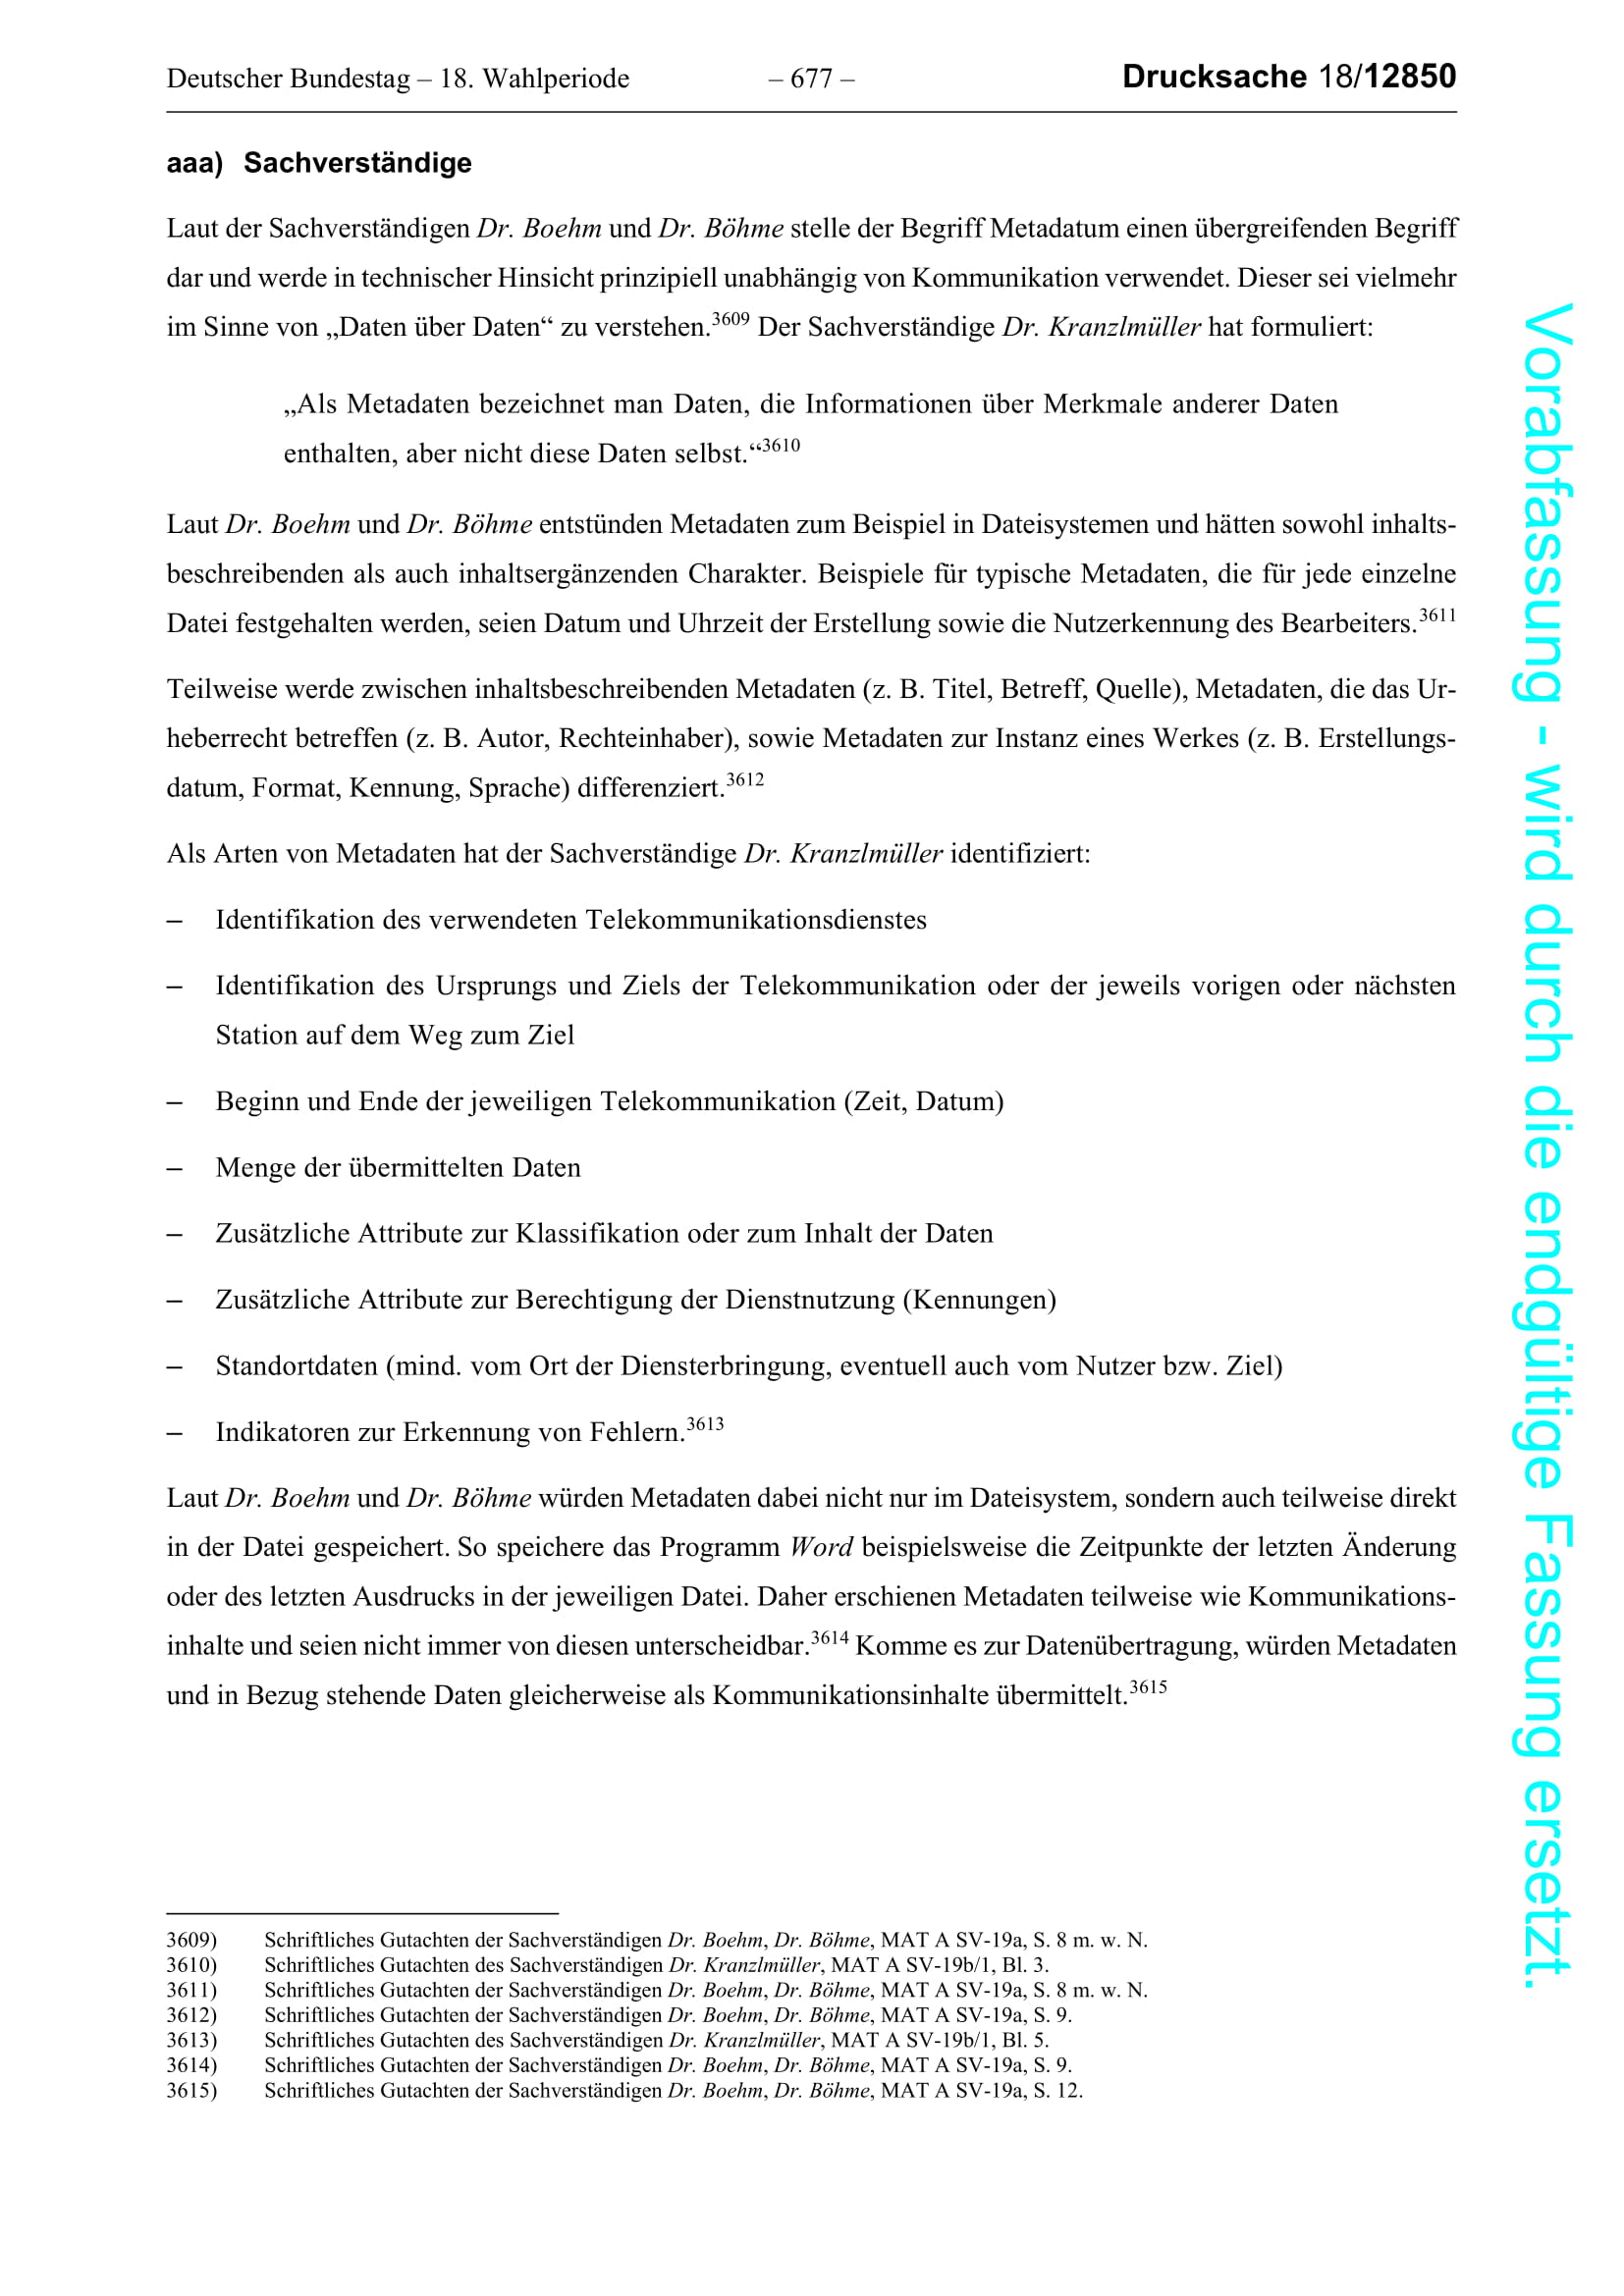 Deutscher Bundestag – 18. Wahlperiode – 677 – Drucksache 18/12850
aaa) Sachverständige
Laut der Sachverständigen Dr. Boehm und Dr. Böhme stelle der Begriff Metadatum einen übergreifenden Begriff
dar und werde in technischer Hinsicht prinzipiell unabhängig von Kommunikation verwendet. Dieser sei vielmehr
im Sinne von „Daten über Daten“ zu verstehen.3609 Der Sachverständige Dr. Kranzlmüller hat formuliert:
„Als Metadaten bezeichnet man Daten, die Informationen über Merkmale anderer Daten
enthalten, aber nicht diese Daten selbst.“3610
Laut Dr. Boehm und Dr. Böhme entstünden Metadaten zum Beispiel in Dateisystemen und hätten sowohl inhalts-
beschreibenden als auch inhaltsergänzenden Charakter. Beispiele für typische Metadaten, die für jede einzelne
Datei festgehalten werden, seien Datum und Uhrzeit der Erstellung sowie die Nutzerkennung des Bearbeiters.3611
Teilweise werde zwischen inhaltsbeschreibenden Metadaten (z. B. Titel, Betreff, Quelle), Metadaten, die das Ur-
heberrecht betreffen (z. B. Autor, Rechteinhaber), sowie Metadaten zur Instanz eines Werkes (z. B. Erstellungs-
datum, Format, Kennung, Sprache) differenziert.3612
Als Arten von Metadaten hat der Sachverständige Dr. Kranzlmüller identifiziert:
– Identifikation des verwendeten Telekommunikationsdienstes
– Identifikation des Ursprungs und Ziels der Telekommunikation oder der jeweils vorigen oder nächsten
Station auf dem Weg zum Ziel
– Beginn und Ende der jeweiligen Telekommunikation (Zeit, Datum)
– Menge der übermittelten Daten
– Zusätzliche Attribute zur Klassifikation oder zum Inhalt der Daten
– Zusätzliche Attribute zur Berechtigung der Dienstnutzung (Kennungen)
– Standortdaten (mind. vom Ort der Diensterbringung, eventuell auch vom Nutzer bzw. Ziel)
– Indikatoren zur Erkennung von Fehlern.3613
Laut Dr. Boehm und Dr. Böhme würden Metadaten dabei nicht nur im Dateisystem, sondern auch teilweise direkt
in der Datei gespeichert. So speichere das Programm Word beispielsweise die Zeitpunkte der letzten Änderung
oder des letzten Ausdrucks in der jeweiligen Datei. Daher erschienen Metadaten teilweise wie Kommunikations-
inhalte und seien nicht immer von diesen unterscheidbar.3614 Komme es zur Datenübertragung, würden Metadaten
und in Bezug stehende Daten gleicherweise als Kommunikationsinhalte übermittelt.3615
3609) Schriftliches Gutachten der Sachverständigen Dr. Boehm, Dr. Böhme, MAT A SV-19a, S. 8 m. w. N.
3610) Schriftliches Gutachten des Sachverständigen Dr. Kranzlmüller, MAT A SV-19b/1, Bl. 3.
3611) Schriftliches Gutachten der Sachverständigen Dr. Boehm, Dr. Böhme, MAT A SV-19a, S. 8 m. w. N.
3612) Schriftliches Gutachten der Sachverständigen Dr. Boehm, Dr. Böhme, MAT A SV-19a, S. 9.
3613) Schriftliches Gutachten des Sachverständigen Dr. Kranzlmüller, MAT A SV-19b/1, Bl. 5.
3614) Schriftliches Gutachten der Sachverständigen Dr. Boehm, Dr. Böhme, MAT A SV-19a, S. 9.
3615) Schriftliches Gutachten der Sachverständigen Dr. Boehm, Dr. Böhme, MAT A SV-19a, S. 12.
Vorabfassung - wird durch die endgültige Fassung ersetzt.